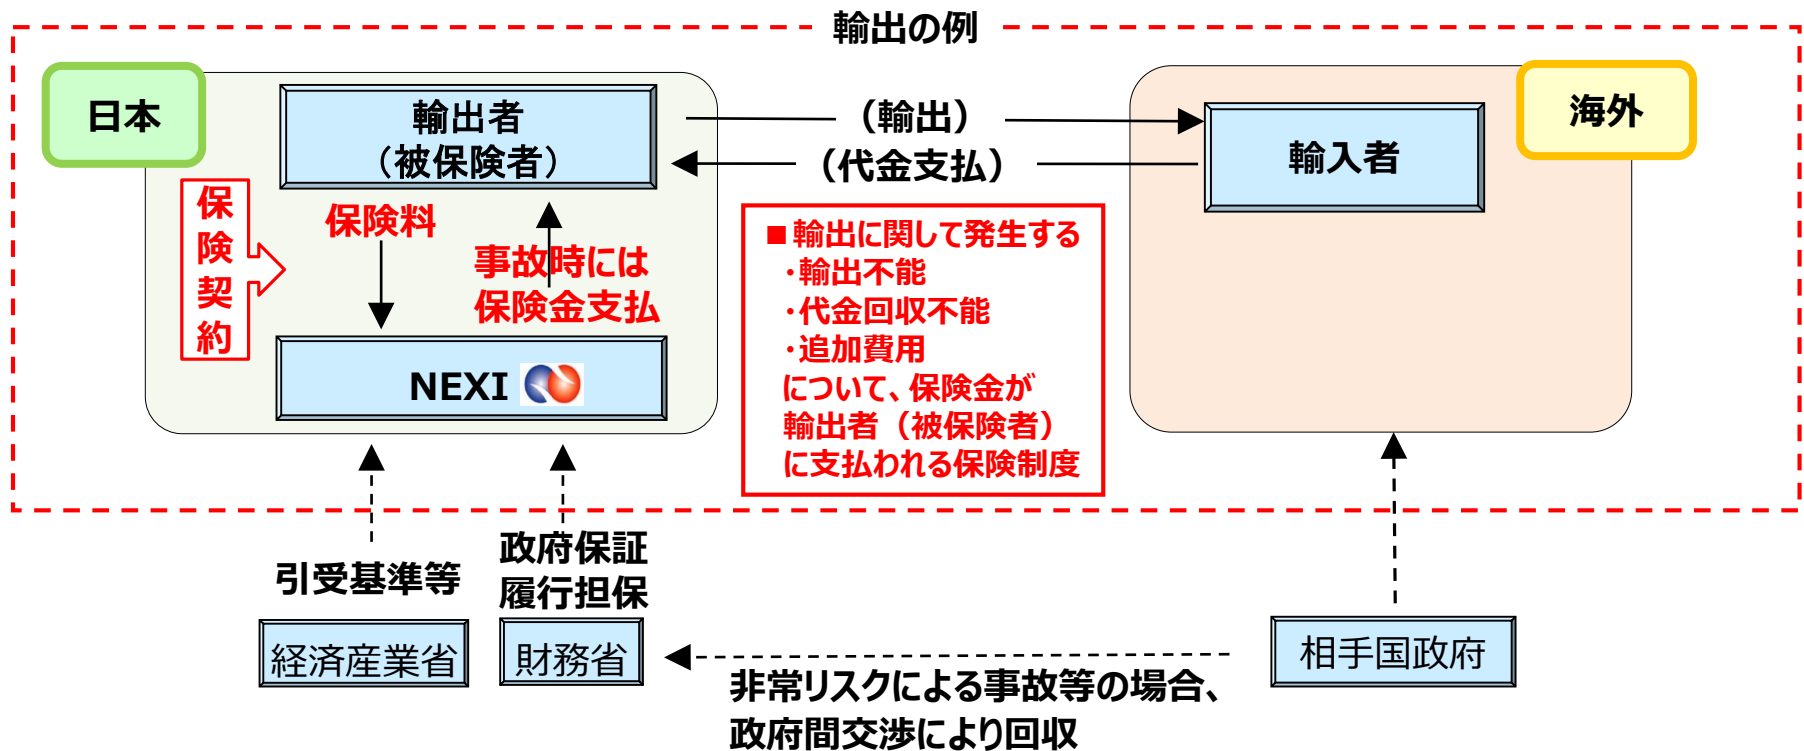 輸出の例
日本
海外
輸出者
（被保険者）
（輸出）
（代金支払）
輸入者
保険契約
保険料
事故時には
保険金支払
NEXI
■輸出に関して発生する
・輸出不能
・代金回収不能
・追加費用
について、保険金が
輸出者（被保険者）
に支払われる保険制度
引受基準等
政府保証
履行担保
経済産業省
財務省
相手国政府
非常リスクによる事故等の場合、
政府間交渉により回収